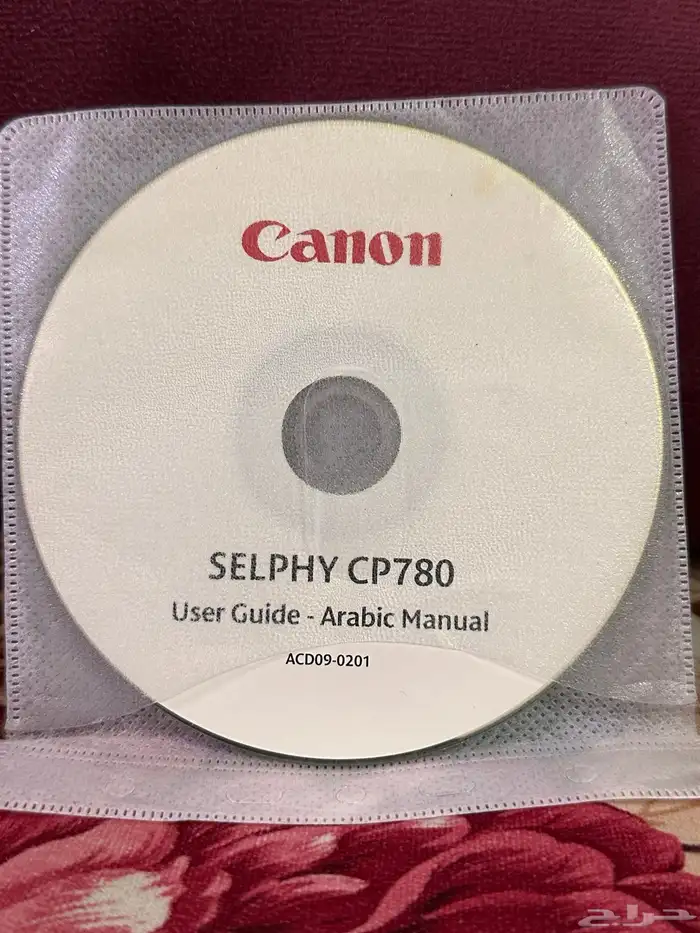 Canon
SELPHY CP780
User Guide - Arabic Manual
ACD09-0201
حراج